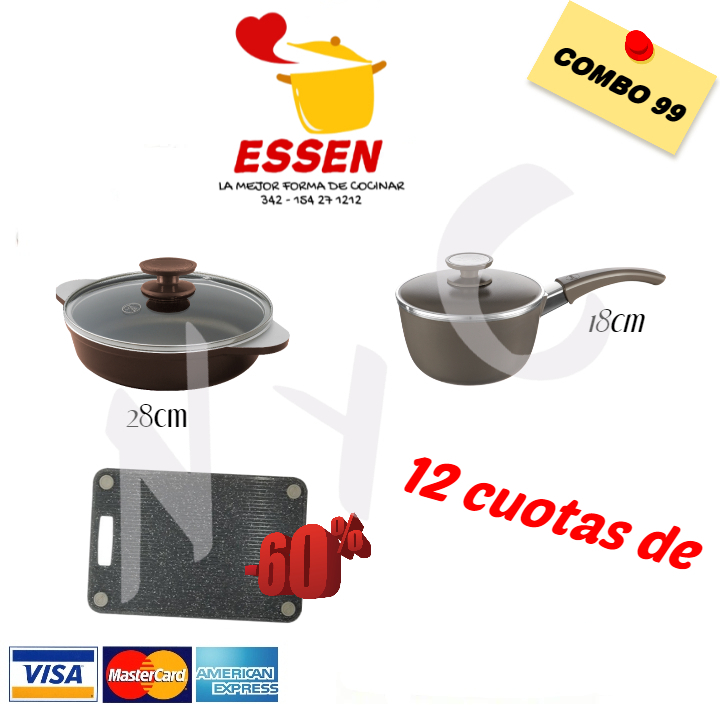 COMBO 99
ESSEN
LA MEJOR FORMA DE COCINAR
342 - 154 27 1212
18cm
28cm
N Y C
12 cuotas de
-60%
VISA
MasterCard
AMERICAN
EXPRESS